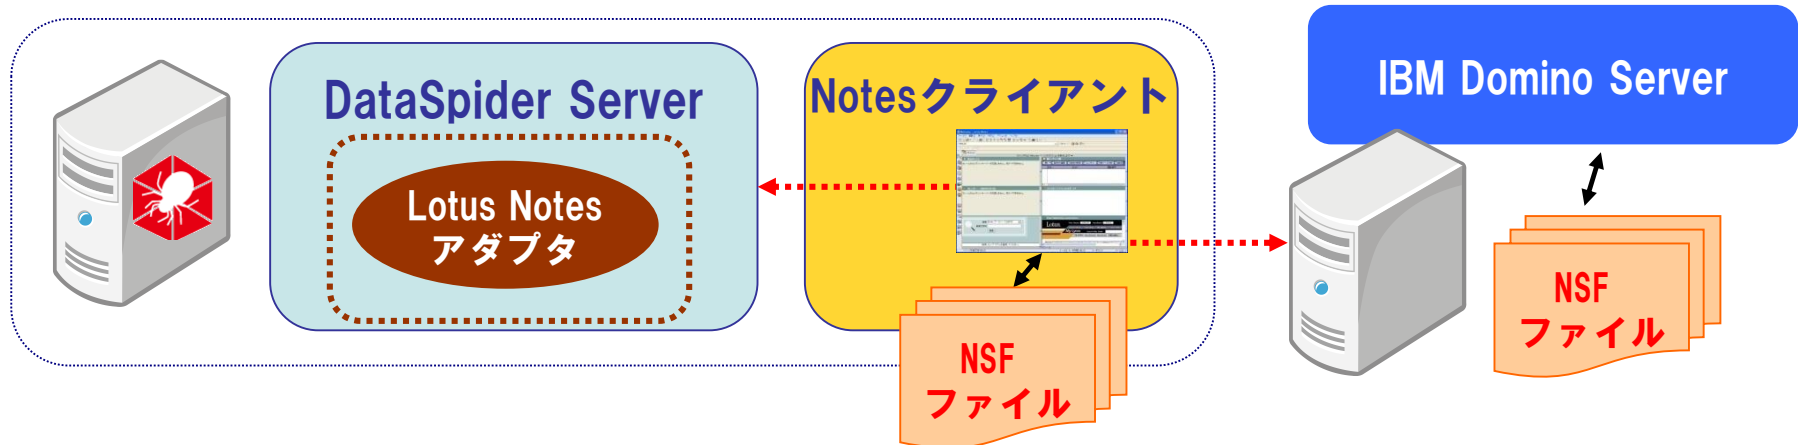 DataSpider Server
Lotus Notes
アダプタ
Notesクライアント
NSF
ファイル
IBM Domino Server
NSF
ファイル